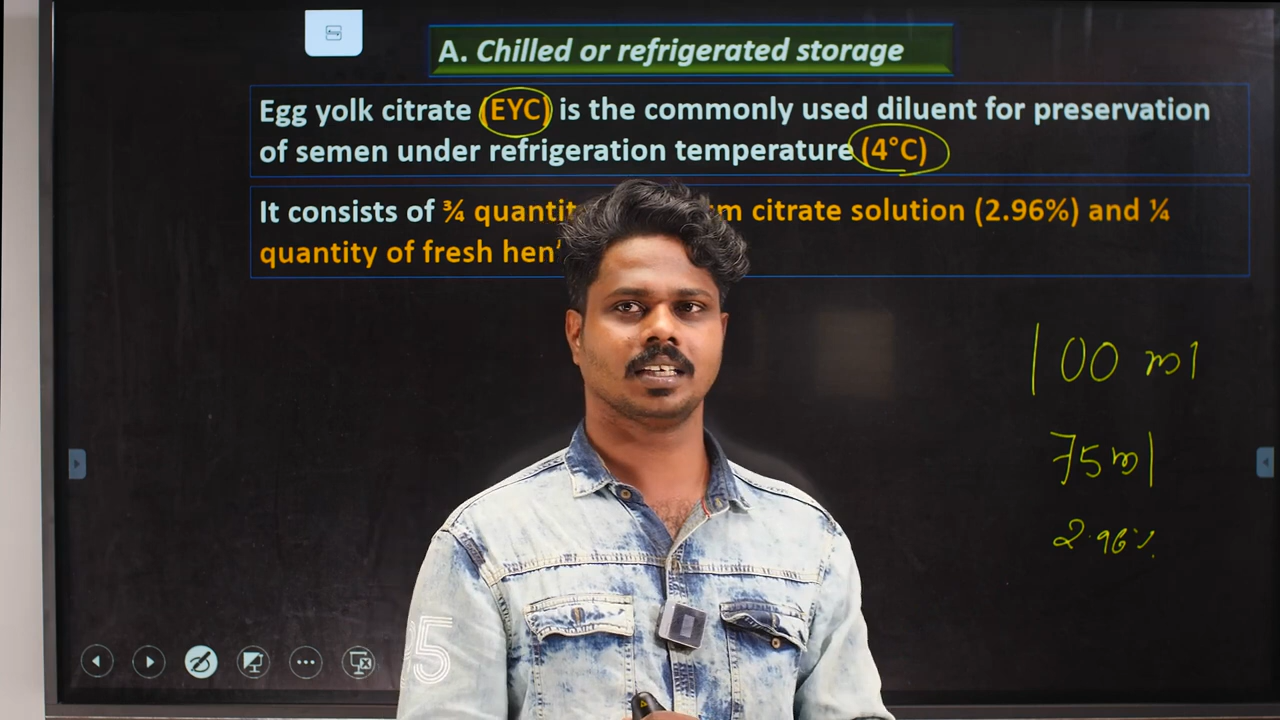 A. Chilled or refrigerated storage
Egg yolk citrate (EYC) is the commonly used diluent for preservation
of semen under refrigeration temperature (4°C)
It consists of ¾ citrate solution (2.96%) and ¼
quantity of fresh
100 ml
75 ml
2.96%
35